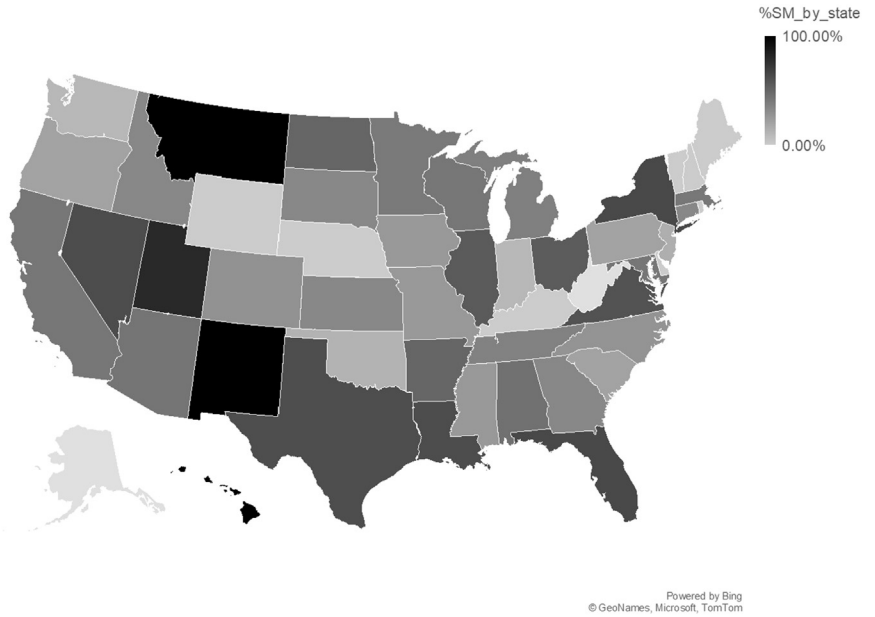 %SM_by_state
100.00%
0.00%
Powered by Bing
© GeoNames, Microsoft, TomTom